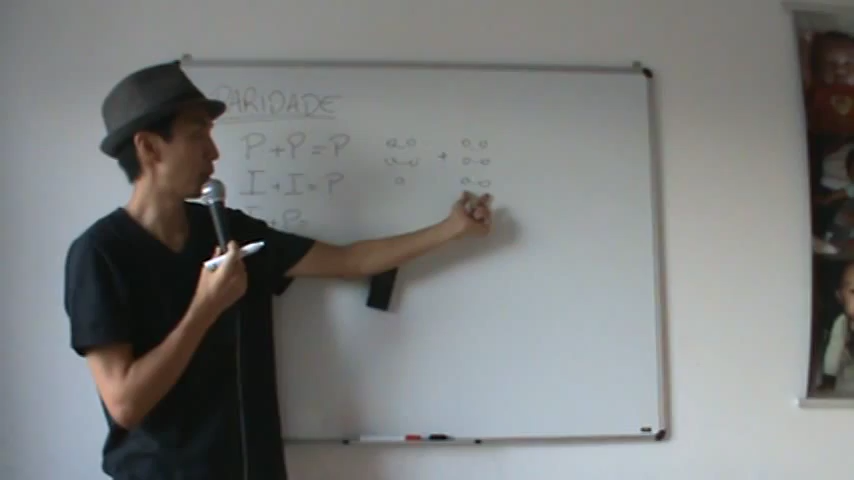 PARIDADE
P+P=P
+
I+I=P
I+P=